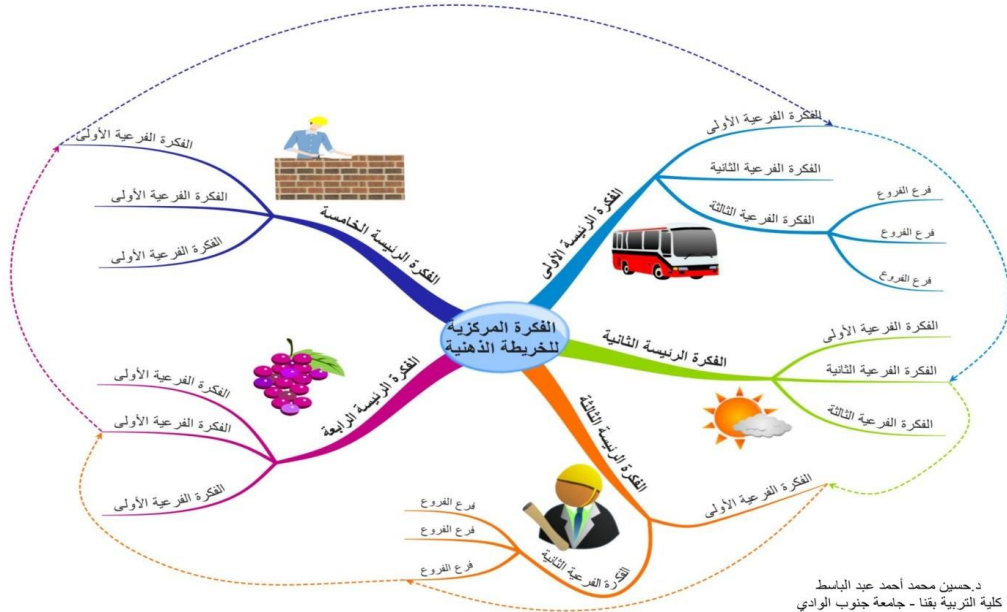 الفكرة المركزية
للخريطة الذهنية
الفكرة الرئيسة الأولى
الفكرة الفرعية الأولى
الفكرة الفرعية الثانية
الفكرة الفرعية الثالثة
فرع الفروع
فرع الفروع
فرع الفروع
الفكرة الرئيسة الثانية
الفكرة الفرعية الأولى
الفكرة الفرعية الثانية
الفكرة الفرعية الثالثة
الفكرة الرئيسة الثالثة
الفكرة الفرعية الأولى
الفكرة الفرعية الثانية
فرع الفروع
فرع الفروع
فرع الفروع
الفكرة الرئيسة الرابعة
الفكرة الفرعية الأولى
الفكرة الفرعية الأولى
الفكرة الفرعية الأولى
الفكرة الرئيسة الخامسة
الفكرة الفرعية الأولى
الفكرة الفرعية الأولى
الفكرة الفرعية الأولى
د.حسين محمد أحمد عبد الباسط
كلية التربية بقنا - جامعة جنوب الوادي